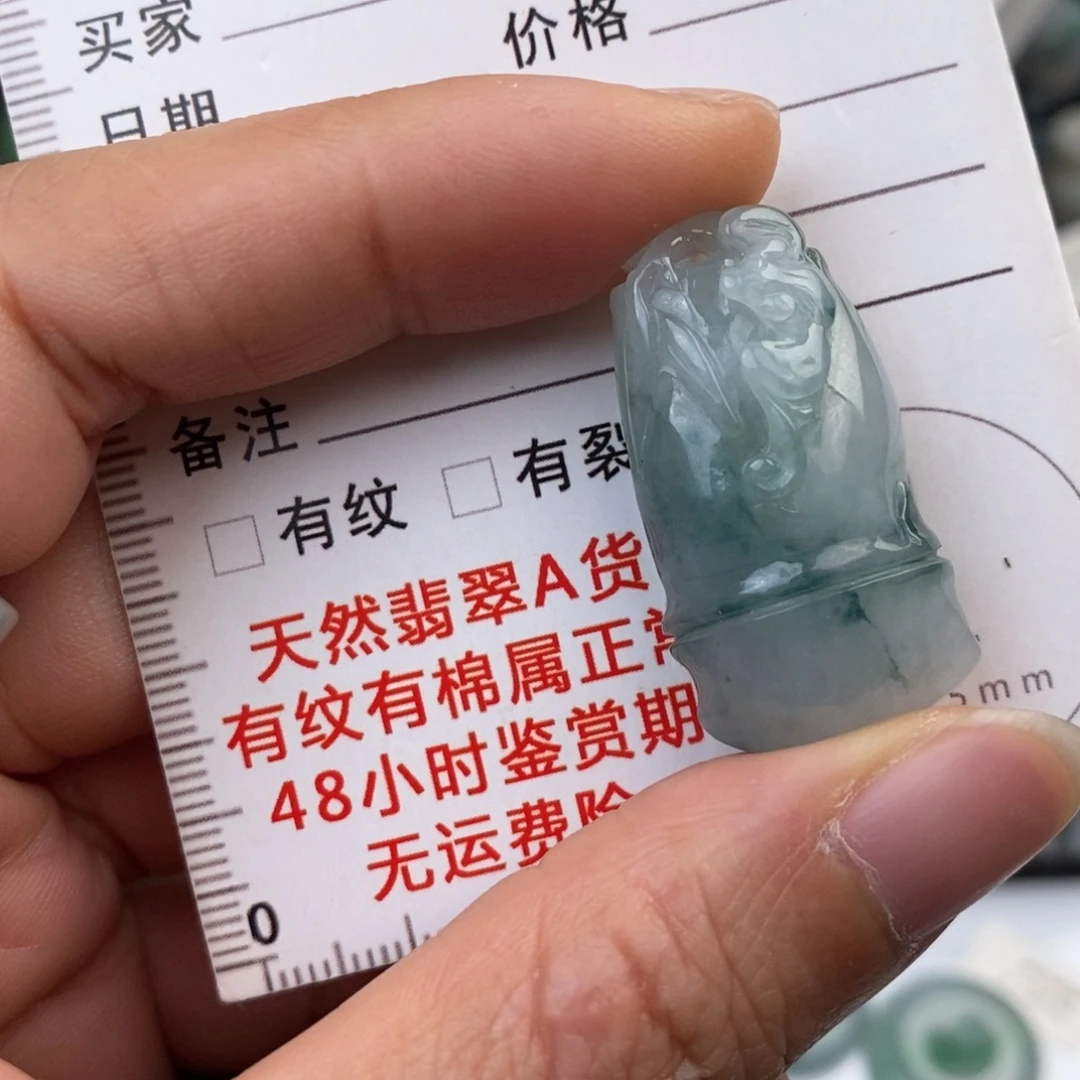 买家 价格
日期
备注
有纹 有裂
天然翡翠A货
有纹有棉属正常
48小时鉴赏期
无运费险
0
mm